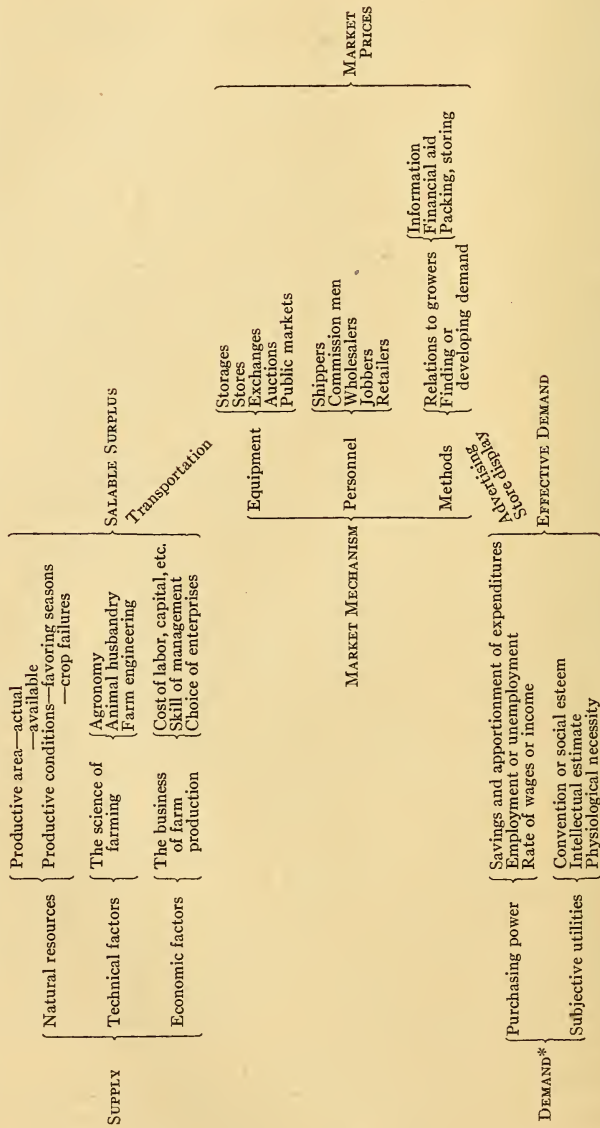 SUPPLY
Natural resources
Productive area—actual
—available
Productive conditions—favoring seasons
—crop failures
Technical factors
The science of
farming
Agronomy
Animal husbandry
Farm engineering
Economic factors
The business
of farm
production
Cost of labor, capital, etc.
Skill of management
Choice of enterprises
SALABLE SURPLUS
Transportation
MARKET MECHANISM
Equipment
Storages
Stores
Exchanges
Auctions
Public markets
Personnel
Shippers
Commission men
Wholesalers
Jobbers
Retailers
Methods
Relations to growers
Finding or
developing demand
Information
Financial aid
Packing, storing
MARKET
PRICES
Advertising
Store display
DEMAND*
Purchasing power
Savings and apportionment of expenditures
Employment or unemployment
Rate of wages or income
Subjective utilities
Convention or social esteem
Intellectual estimate
Physiological necessity
EFFECTIVE DEMAND